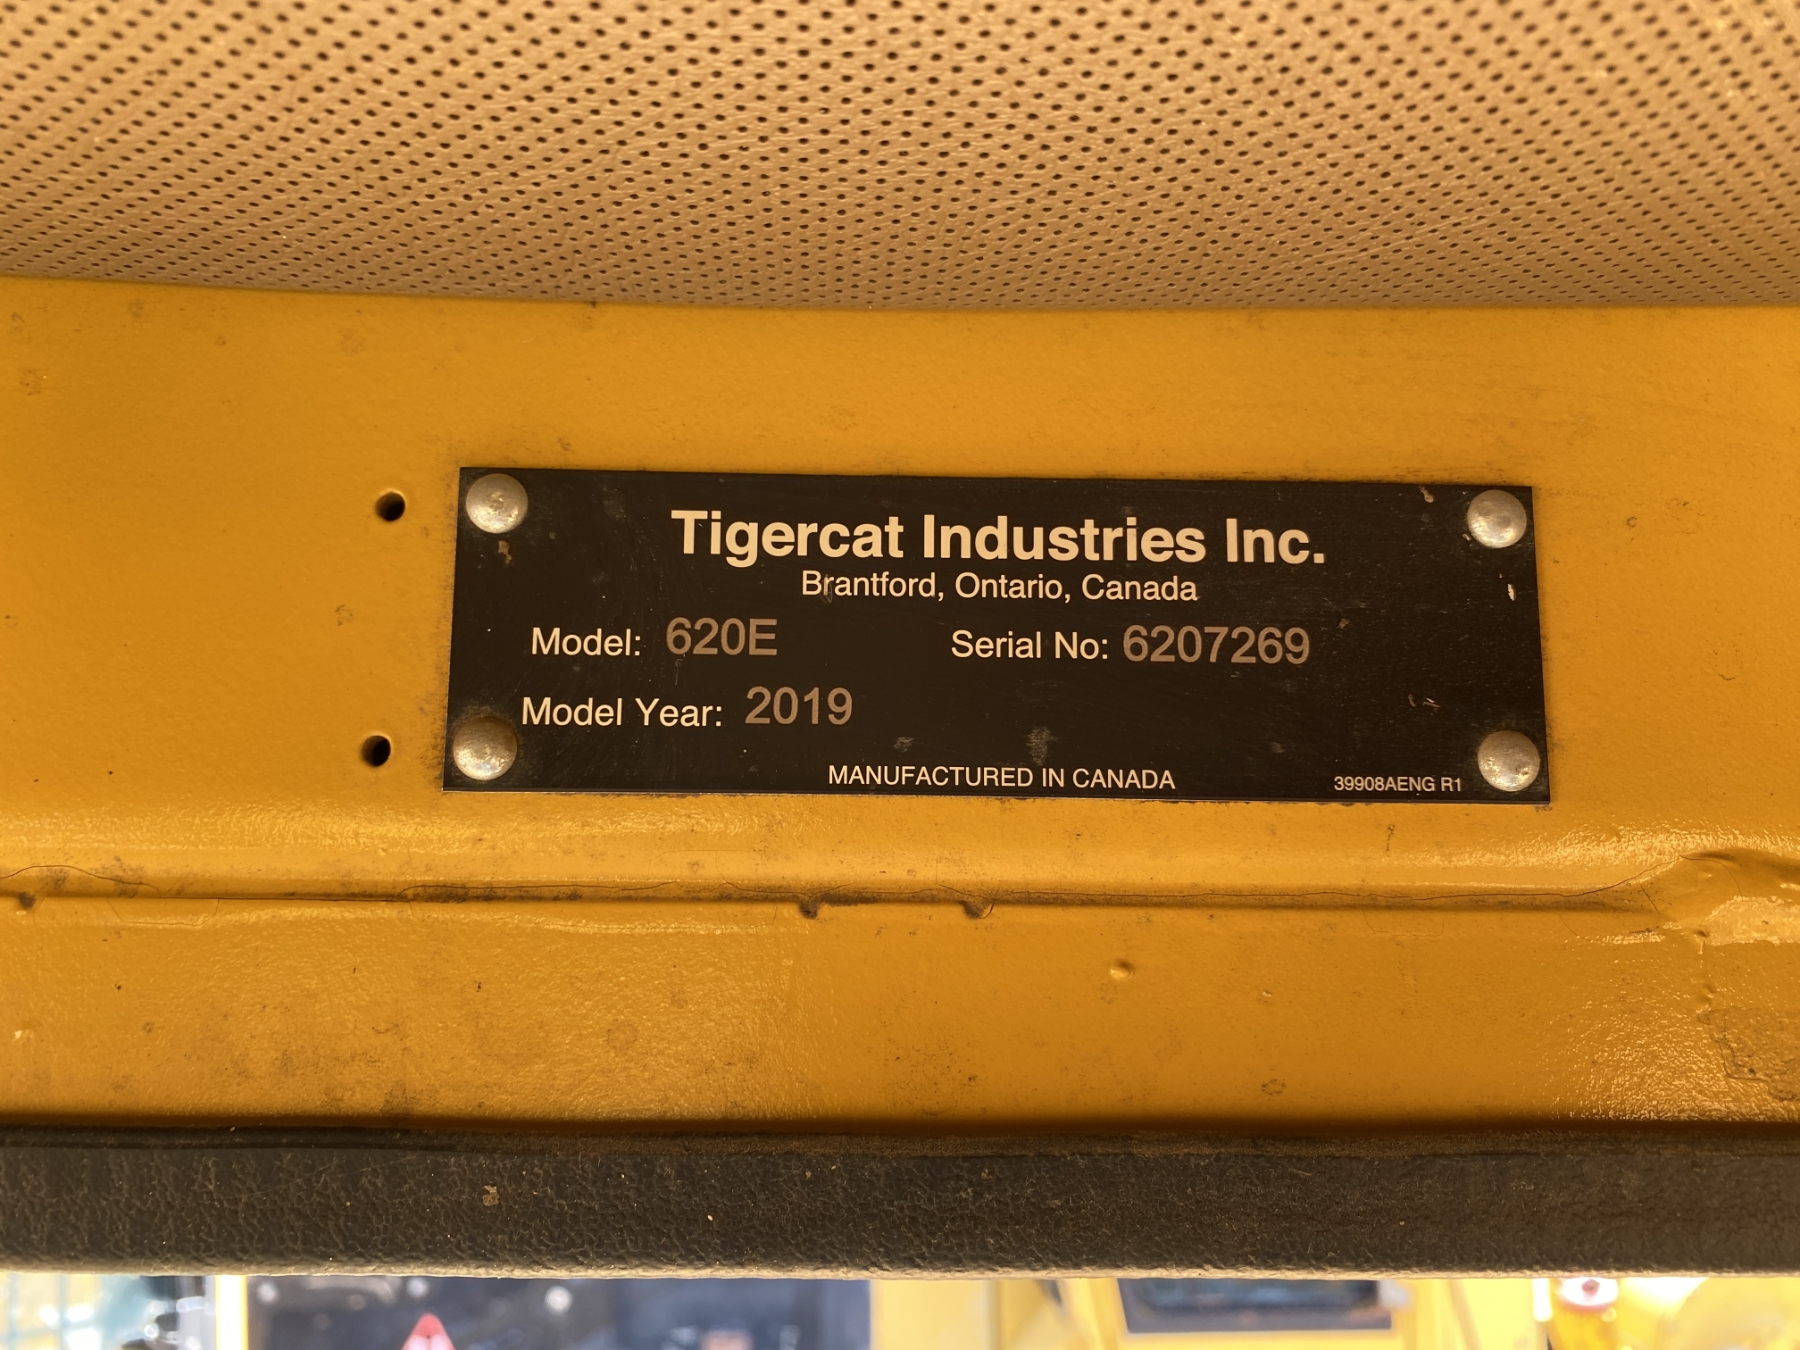 Tigercat Industries Inc.
Brantford, Ontario, Canada
Model: 620E Serial No: 6207269
Model Year: 2019
MANUFACTURED IN CANADA 39908AENG R1